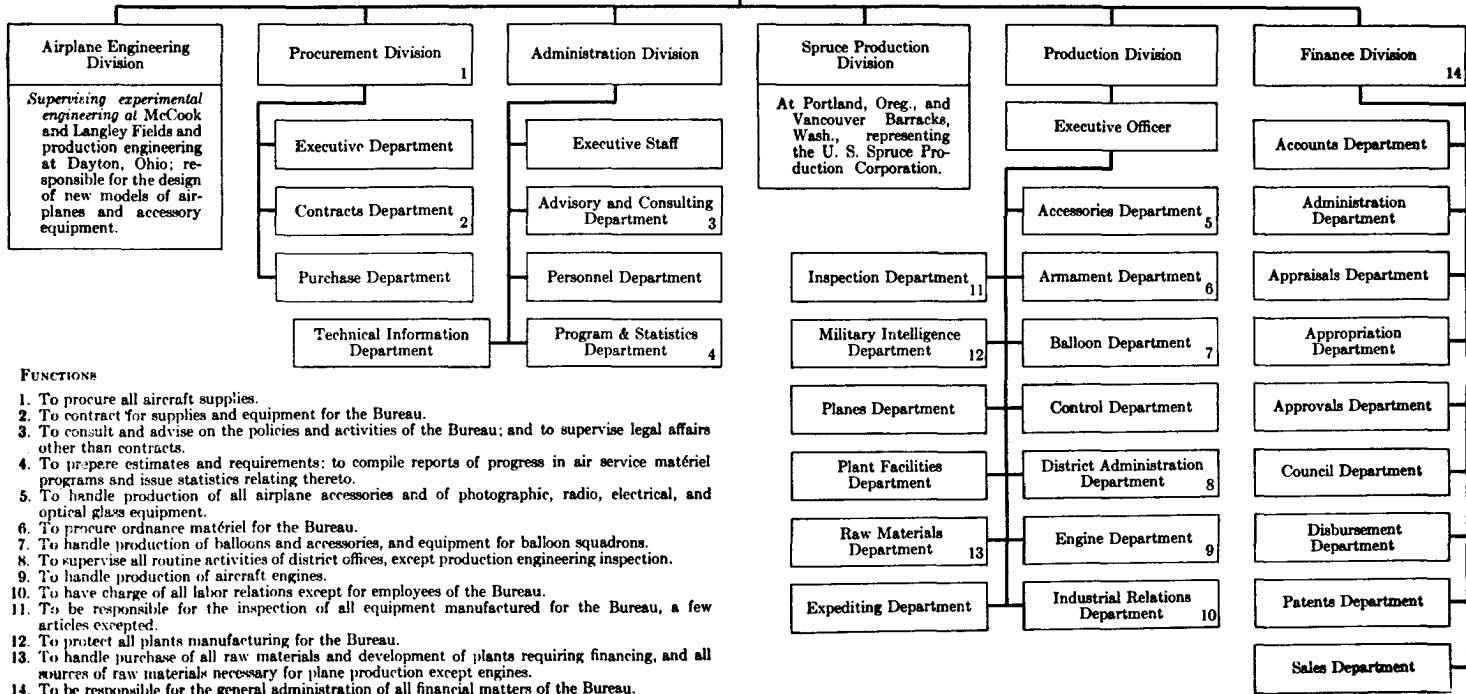 Airplane Engineering
Division
Supervising experimental
engineering at McCook
and Langley Fields and
production engineering
at Dayton, Ohio; re-
sponsible for the design
of new models of air-
planes and accessory
equipment.
Procurement Division
1
Executive Department
Contracts Department
2
Purchase Department
Administration Division
Executive Staff
Advisory and Consulting
Department
3
Personnel Department
Technical Information
Department
Program & Statistics
Department
4
Spruce Production
Division
At Portland, Oreg., and
Vancouver Barracks,
Wash., representing
the U. S. Spruce Pro-
duction Corporation.
Production Division
Executive Officer
Accessories Department
5
Inspection Department
11
Armament Department
6
Military Intelligence
Department
12
Balloon Department
7
Planes Department
Control Department
Plant Facilities
Department
District Administration
Department
8
Raw Materials
Department
13
Engine Department
9
Expediting Department
Industrial Relations
Department
10
Finance Division
14
Accounts Department
Administration
Department
Appraisals Department
Appropriation
Department
Approvals Department
Council Department
Disbursement
Department
Patents Department
Sales Department
FUNCTIONS
1. To procure all aircraft supplies.
2. To contract for supplies and equipment for the Bureau.
3. To consult and advise on the policies and activities of the Bureau; and to supervise legal affairs
other than contracts.
4. To prepare estimates and requirements; to compile reports of progress in air service matériel
programs and issue statistics relating thereto.
5. To handle production of all airplane accessories and of photographic, radio, electrical, and
optical glass equipment.
6. To procure ordnance matériel for the Bureau.
7. To handle production of balloons and accessories, and equipment for balloon squadrons.
8. To supervise all routine activities of district offices, except production engineering inspection.
9. To handle production of aircraft engines.
10. To have charge of all labor relations except for employees of the Bureau.
11. To be responsible for the inspection of all equipment manufactured for the Bureau, a few
articles excepted.
12. To protect all plants manufacturing for the Bureau.
13. To handle purchase of all raw materials and development of plants requiring financing, and all
sources of raw materials necessary for plane production except engines.
14. To be responsible for the general administration of all financial matters of the Bureau.